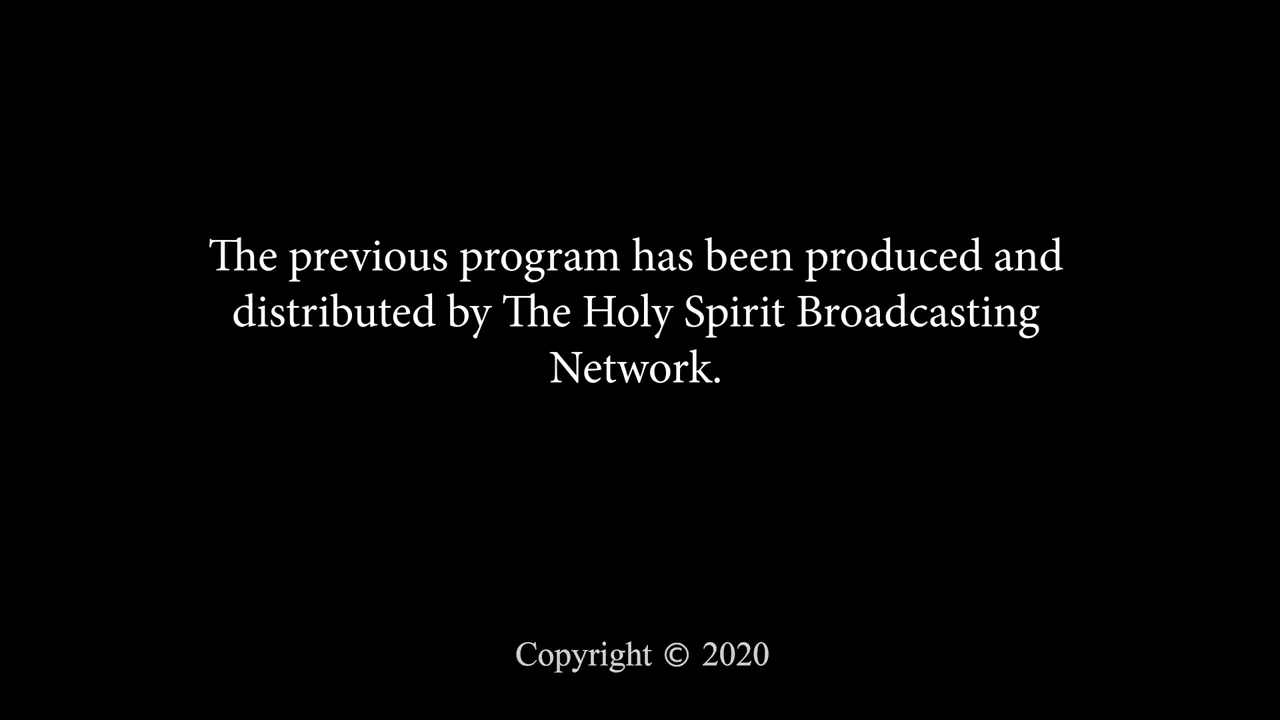 The previous program has been produced and
distributed by The Holy Spirit Broadcasting
Network.
Copyright © 2020